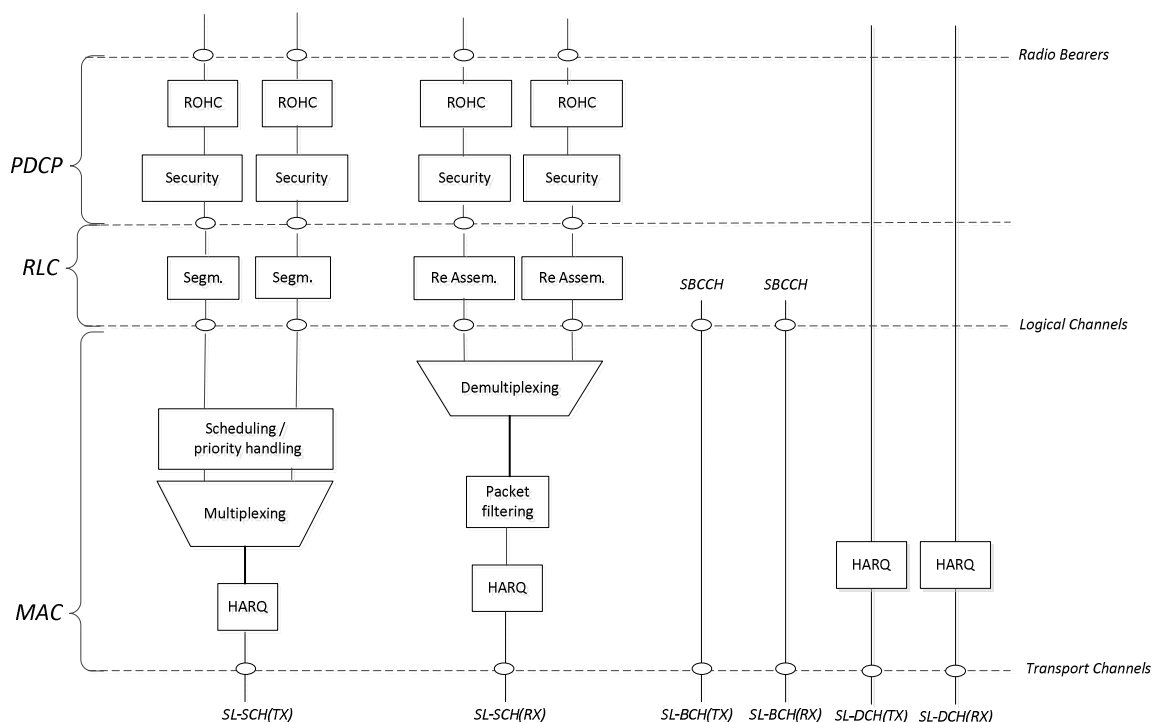 Radio Bearers
ROHC ROHC ROHC ROHC
PDCP
Security Security Security Security
RLC
Segm. Segm. Re Assem. Re Assem.
SBCCH SBCCH
Logical Channels
Demultiplexing
Scheduling /
priority handling
Packet
filtering
Multiplexing
HARQ HARQ
HARQ
HARQ
MAC
Transport Channels
SL-SCH(TX) SL-SCH(RX) SL-BCH(TX) SL-BCH(RX) SL-DCH(TX) SL-DCH(RX)